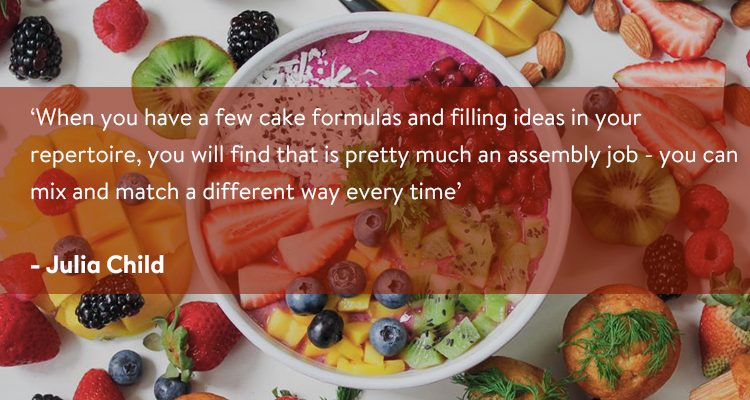 ‘When you have a few cake formulas and filling ideas in your
repertoire, you will find that is pretty much an assembly job - you can
mix and match a different way every time’
- Julia Child